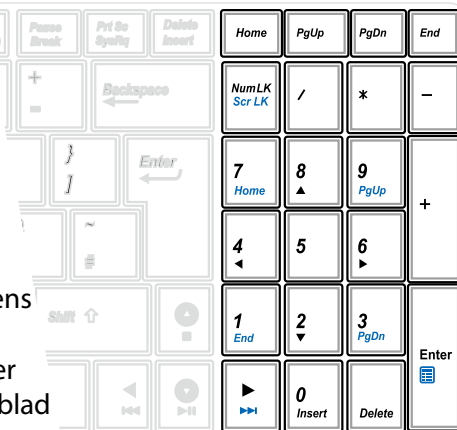 Pause Prt Sc Delete Home PgUp PgDn End
Break SysRq Insert
+ Backspace NumLK / * -
= Scr LK
} Enter 7 8 9 +
] Home PgUp
~ 4 5 6
#
ens
Shift 1 2 3 Enter
End PgDn
er
blad 0 Delete
Insert